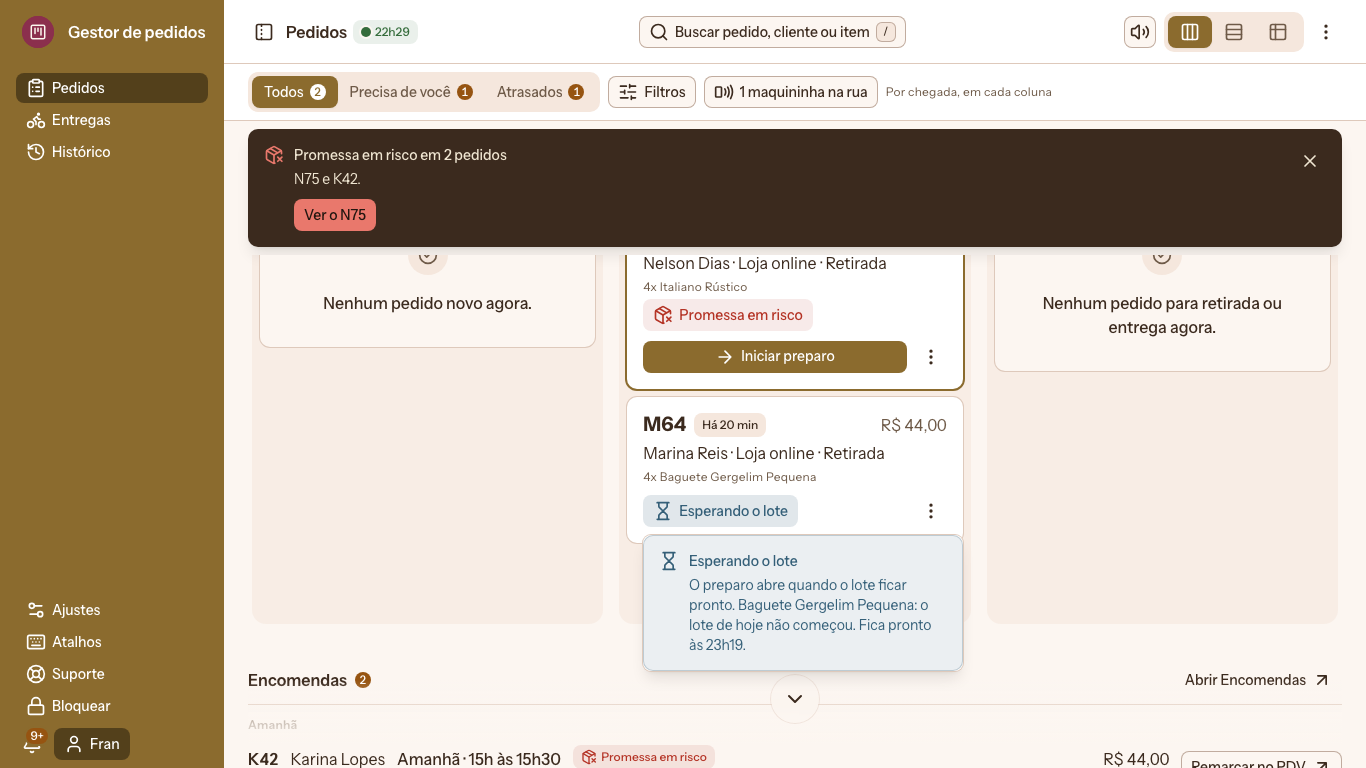 Gestor de pedidos
Pedidos
Entregas
Histórico
Ajustes
Atalhos
Suporte
Bloquear
9+
Fran
Pedidos
22h29
Buscar pedido, cliente ou item /
Todos 2
Precisa de você 1
Atrasados 1
Filtros
1 maquininha na rua
Por chegada, em cada coluna
Promessa em risco em 2 pedidos
N75 e K42.
Ver o N75
Nenhum pedido novo agora.
Nelson Dias · Loja online · Retirada
4x Italiano Rústico
Promessa em risco
Iniciar preparo
M64 Há 20 min R$ 44,00
Marina Reis · Loja online · Retirada
4x Baguete Gergelim Pequena
Esperando o lote
Esperando o lote
O preparo abre quando o lote ficar
pronto. Baguete Gergelim Pequena: o
lote de hoje não começou. Fica pronto
às 23h19.
Nenhum pedido para retirada ou
entrega agora.
Encomendas 2
Abrir Encomendas
Amanhã
K42 Karina Lopes Amanhã · 15h às 15h30 Promessa em risco R$ 44,00 Remarcar no PDV